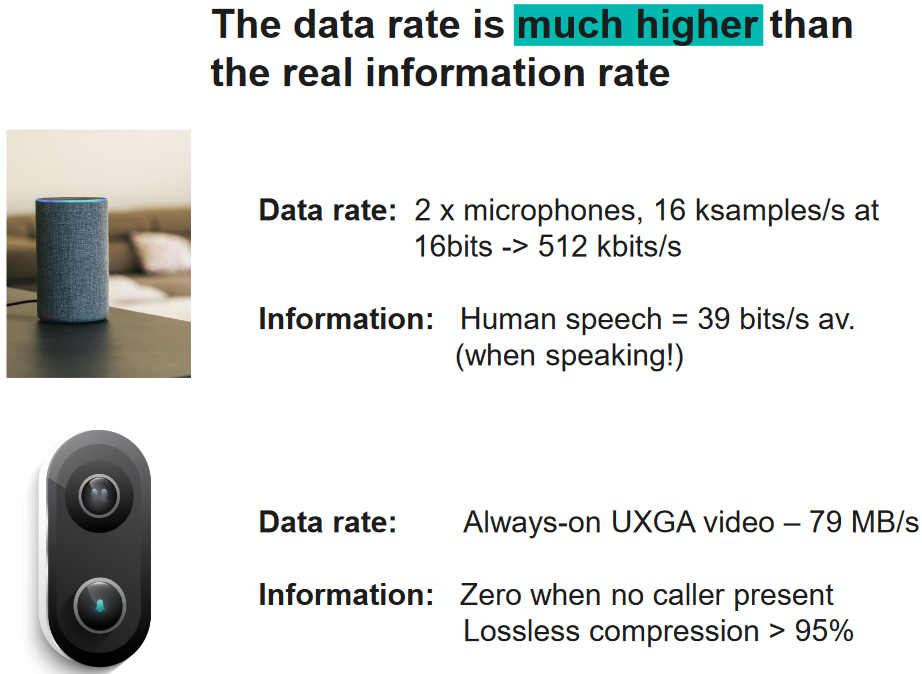 The data rate is much higher than
the real information rate
Data rate: 2 x microphones, 16 ksamples/s at
16bits -> 512 kbits/s
Information: Human speech = 39 bits/s av.
(when speaking!)
Data rate: Always-on UXGA video – 79 MB/s
Information: Zero when no caller present
Lossless compression > 95%